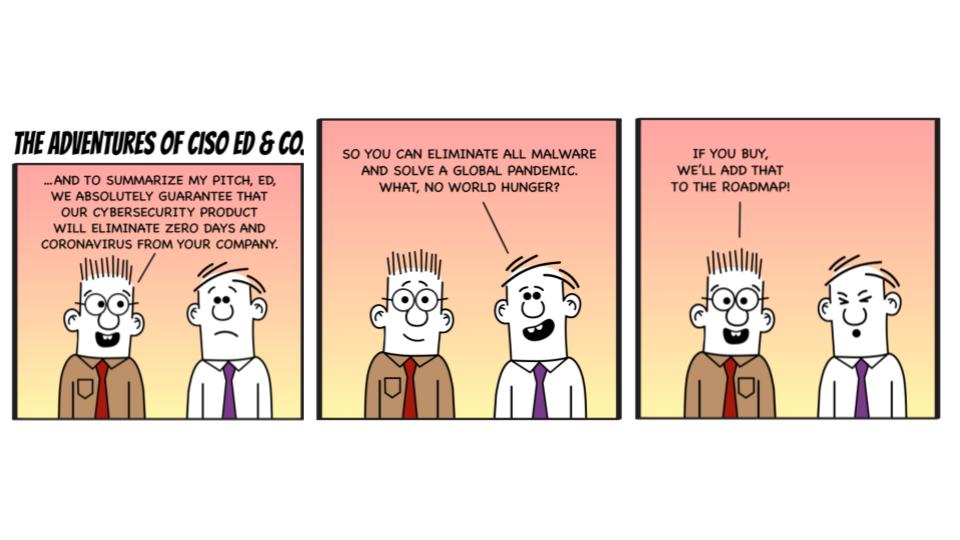 THE ADVENTURES OF CISO ED & CO.
...AND TO SUMMARIZE MY PITCH, ED,
WE ABSOLUTELY GUARANTEE THAT
OUR CYBERSECURITY PRODUCT
WILL ELIMINATE ZERO DAYS AND
CORONAVIRUS FROM YOUR COMPANY.
SO YOU CAN ELIMINATE ALL MALWARE
AND SOLVE A GLOBAL PANDEMIC.
WHAT, NO WORLD HUNGER?
IF YOU BUY,
WE'LL ADD THAT
TO THE ROADMAP!